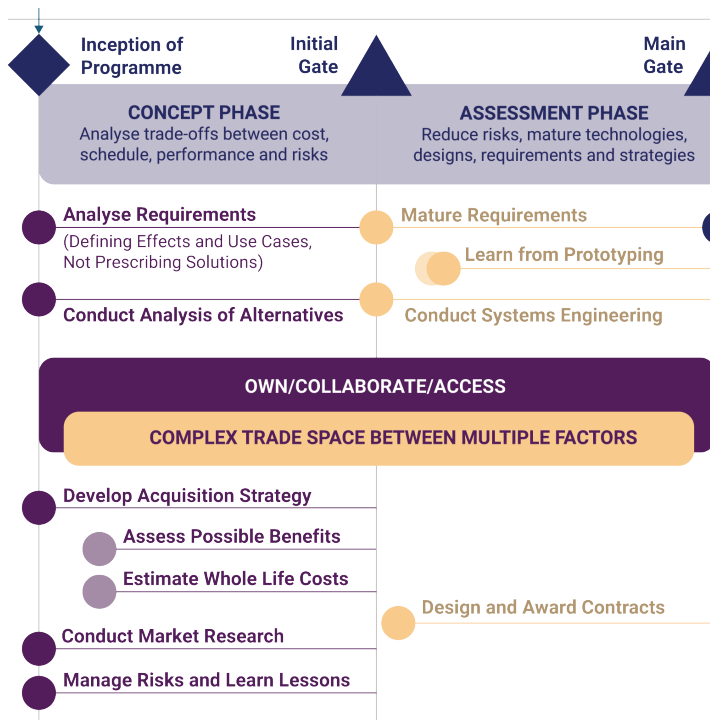 Inception of
Programme
Initial
Gate
Main
Gate
CONCEPT PHASE
Analyse trade-offs between cost,
schedule, performance and risks
ASSESSMENT PHASE
Reduce risks, mature technologies,
designs, requirements and strategies
Analyse Requirements
(Defining Effects and Use Cases,
Not Prescribing Solutions)
Mature Requirements
Learn from Prototyping
Conduct Analysis of Alternatives
Conduct Systems Engineering
OWN/COLLABORATE/ACCESS
COMPLEX TRADE SPACE BETWEEN MULTIPLE FACTORS
Develop Acquisition Strategy
Assess Possible Benefits
Estimate Whole Life Costs
Design and Award Contracts
Conduct Market Research
Manage Risks and Learn Lessons